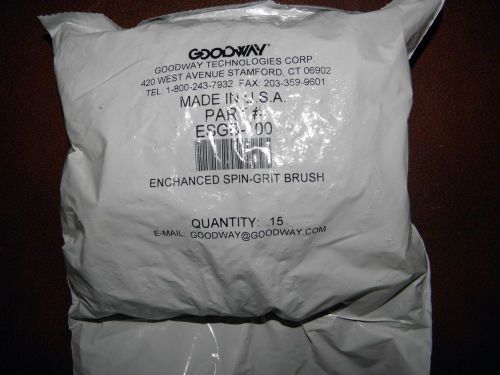 GOODWAY
GOODWAY TECHNOLOGIES CORP.
420 WEST AVENUE STAMFORD, CT 06902
TEL: 1-800-243-7932 FAX: 203-359-9601
MADE IN U.S.A.
PART #:
ESGB-100
ENCHANCED SPIN-GRIT BRUSH
QUANTITY: 15
E-MAIL: GOODWAY@GOODWAY.COM